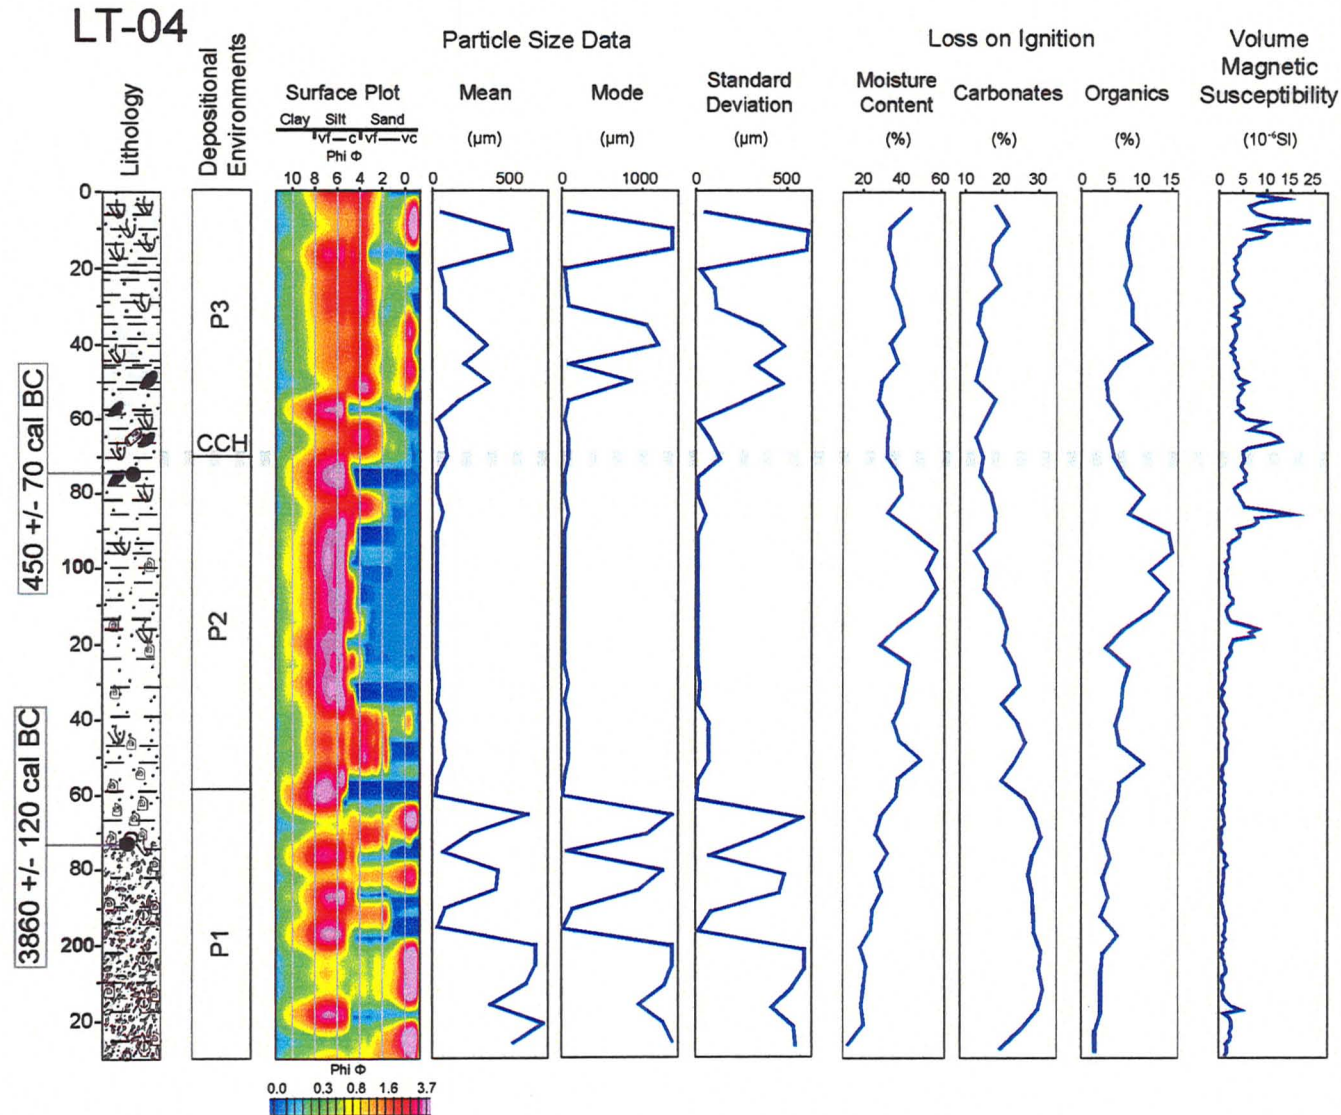 LT-04
Particle Size Data
Loss on Ignition
Volume
Magnetic
Susceptibility
(10⁻⁶SI)
Lithology
Depositional
Environments
Surface Plot
Clay Silt Sand
vf—c vf—vc
Phi Φ
10 8 6 4 2 0
Mean
(µm)
0 500
Mode
(µm)
0 1000
Standard
Deviation
(µm)
0 500
Moisture
Content
(%)
20 40 60
Carbonates
(%)
10 20 30
Organics
(%)
0 5 10 15
0 5 10 15 20
0
20
40
60
80
100
20
40
60
80
200
20
450 +/- 70 cal BC
3860 +/- 120 cal BC
P3
CCH
P2
P1
Phi Φ
0.0 0.3 0.8 1.6 3.7